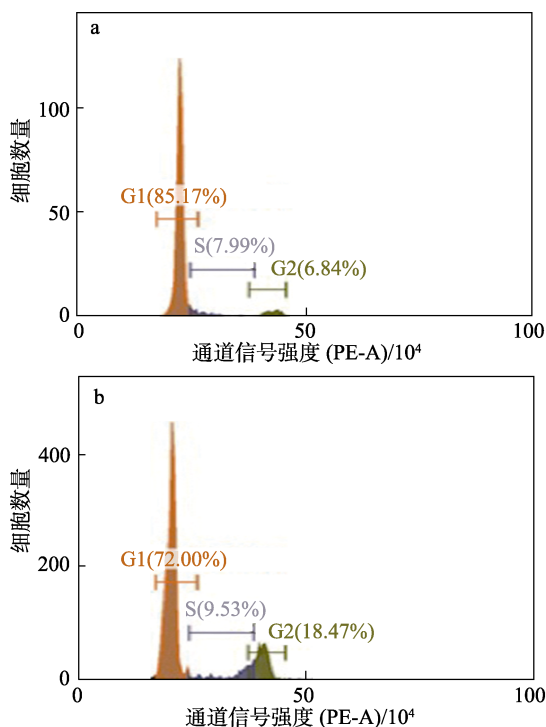 a
细胞数量
100
50
0
G1(85.17%)
S(7.99%)
G2(6.84%)
0
50
100
通道信号强度 (PE-A)/10⁴
b
细胞数量
400
200
0
G1(72.00%)
S(9.53%)
G2(18.47%)
0
50
100
通道信号强度 (PE-A)/10⁴